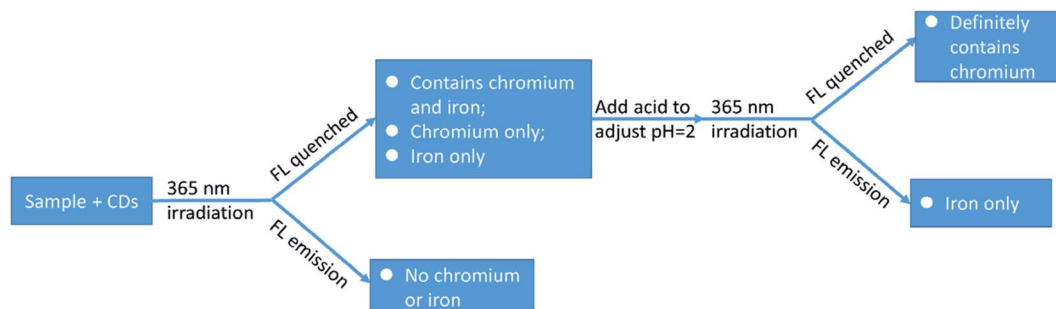 Sample + CDs
365 nm
irradiation
FL quenched
FL emission
Contains chromium
and iron;
Chromium only;
Iron only
No chromium
or iron
Add acid to
adjust pH=2
365 nm
irradiation
FL quenched
FL emission
Definitely
contains
chromium
Iron only